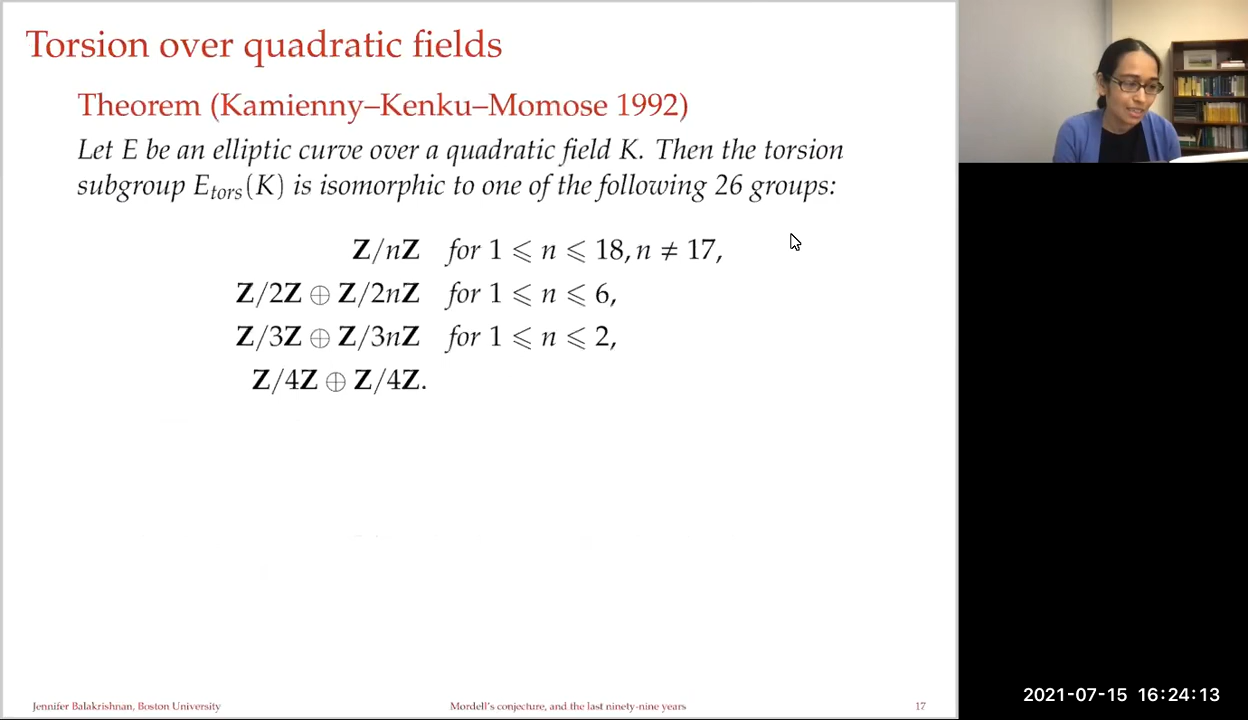 Torsion over quadratic fields
Theorem (Kamienny–Kenku–Momose 1992)
Let E be an elliptic curve over a quadratic field K. Then the torsion
subgroup E_tors(K) is isomorphic to one of the following 26 groups:
Z/nZ for 1 ⩽ n ⩽ 18, n ≠ 17,
Z/2Z ⊕ Z/2nZ for 1 ⩽ n ⩽ 6,
Z/3Z ⊕ Z/3nZ for 1 ⩽ n ⩽ 2,
Z/4Z ⊕ Z/4Z.
Jennifer Balakrishnan, Boston University
Mordell's conjecture, and the last ninety-nine years
17
2021-07-15 16:24:13